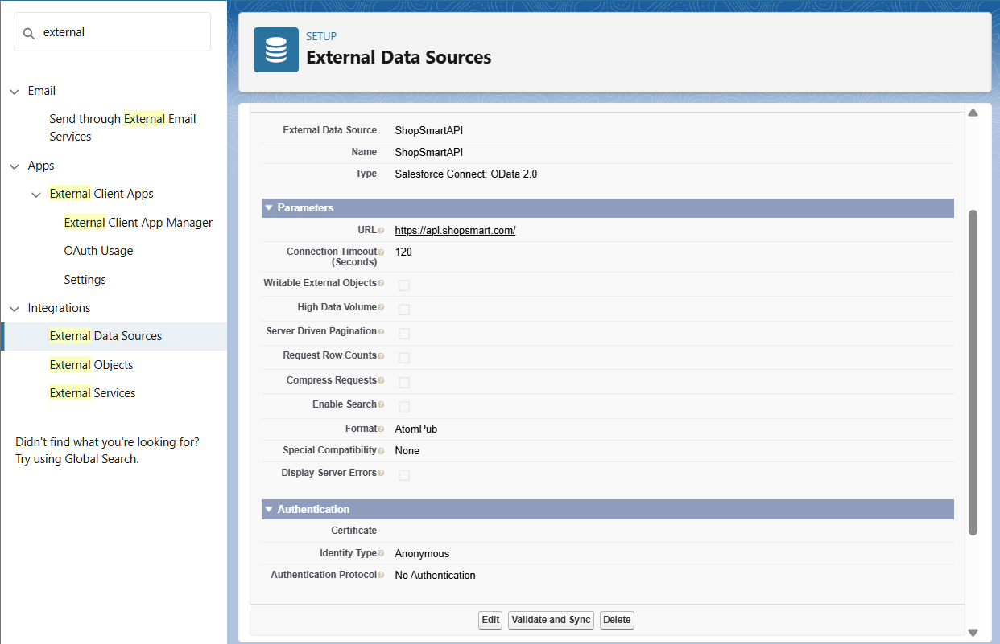 external
Email
Send through External Email
Services
Apps
External Client Apps
External Client App Manager
OAuth Usage
Settings
Integrations
External Data Sources
External Objects
External Services
Didn't find what you're looking for?
Try using Global Search.
SETUP
External Data Sources
External Data Source ShopSmartAPI
Name ShopSmartAPI
Type Salesforce Connect: OData 2.0
Parameters
URL https://api.shopsmart.com/
Connection Timeout 120
(Seconds)
Writable External Objects
High Data Volume
Server Driven Pagination
Request Row Counts
Compress Requests
Enable Search
Format AtomPub
Special Compatibility None
Display Server Errors
Authentication
Certificate
Identity Type Anonymous
Authentication Protocol No Authentication
Edit Validate and Sync Delete